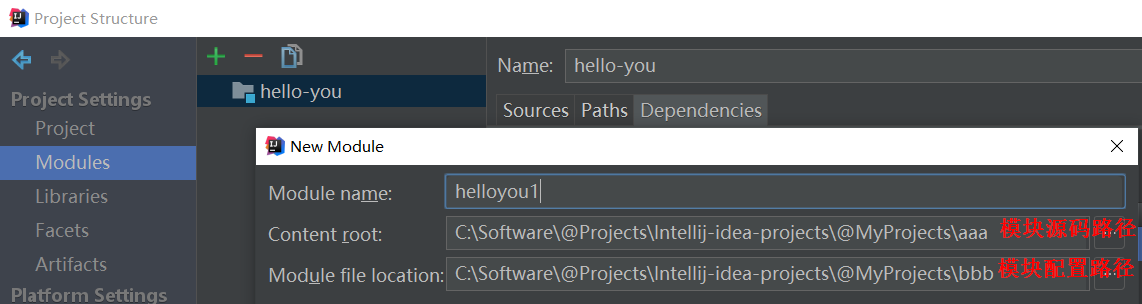 Project Structure
Project Settings
Project
Modules
Libraries
Facets
Artifacts
Platform Settings
hello-you
Name: hello-you
Sources Paths Dependencies
New Module
Module name: helloyou1
Content root: C:\Software\@Projects\Intellij-idea-projects\@MyProjects\aaa 模块源码路径
Module file location: C:\Software\@Projects\Intellij-idea-projects\@MyProjects\bbb 模块配置路径